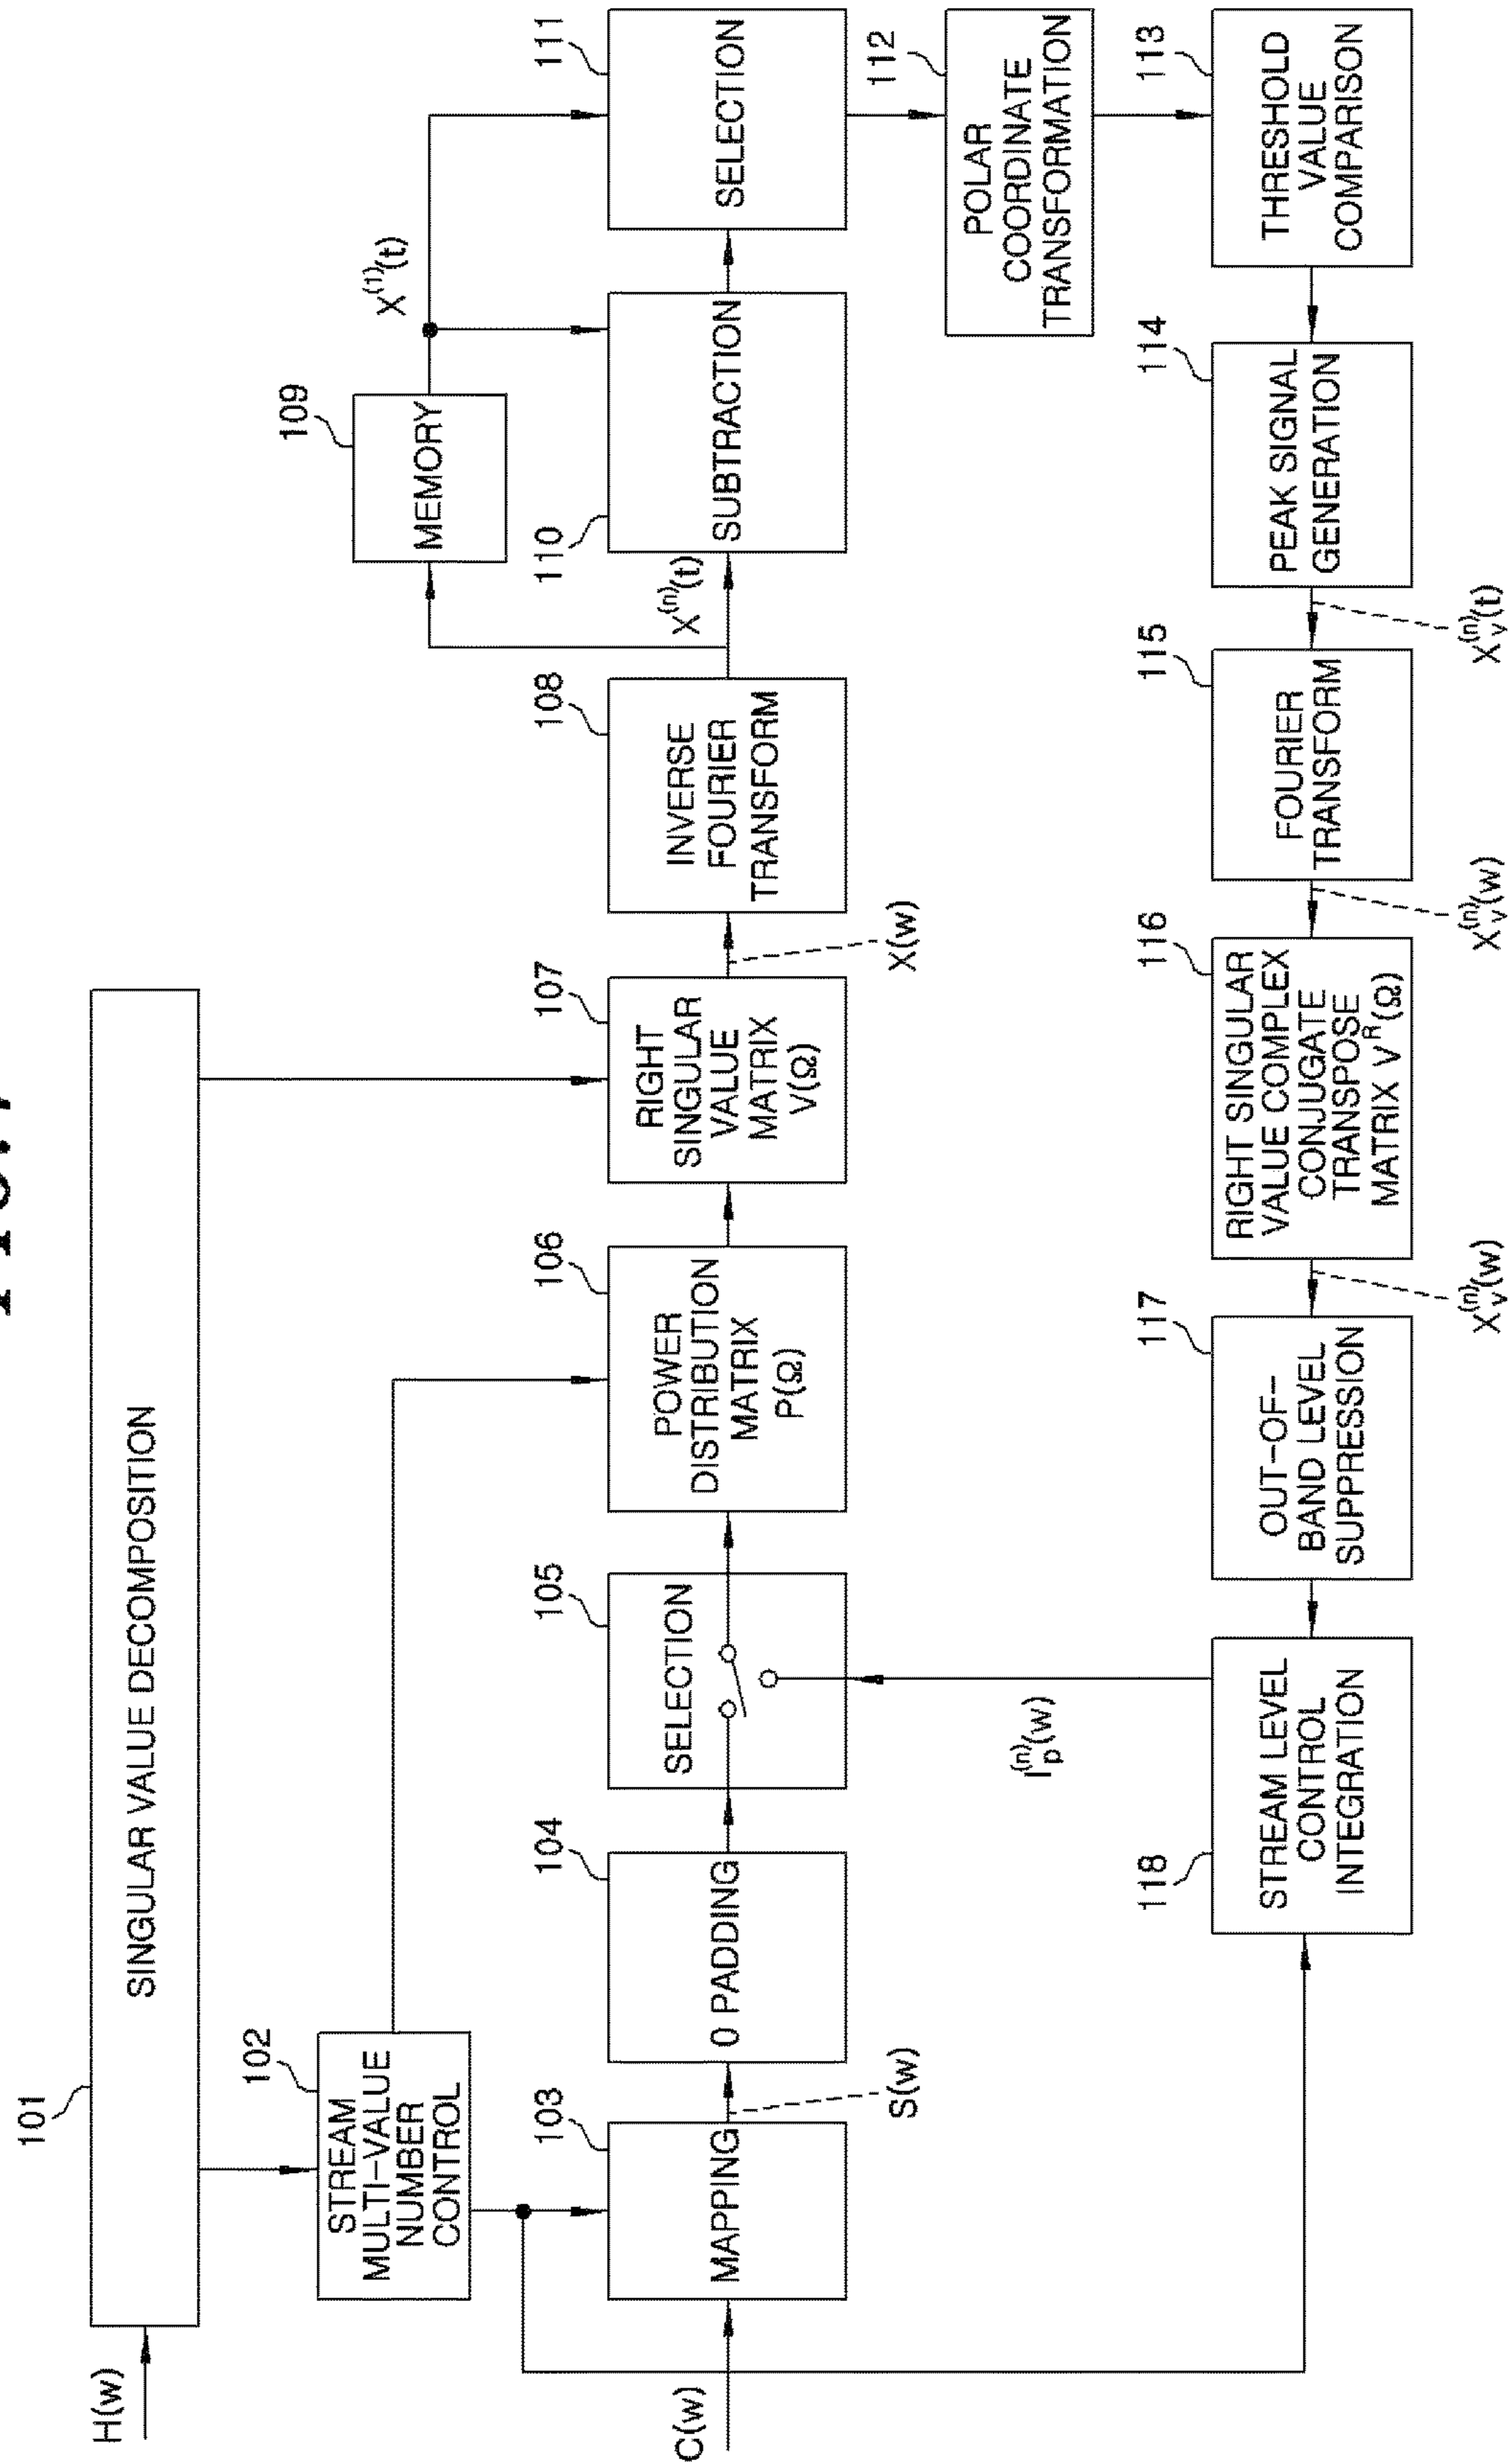 101
SINGULAR VALUE DECOMPOSITION
H(w)
102
STREAM
MULTI-VALUE
NUMBER
CONTROL
109
MEMORY
X(1)(t)
C(w)
103
MAPPING
S(w)
104
0 PADDING
105
SELECTION
106
POWER
DISTRIBUTION
MATRIX
P(Ω)
107
RIGHT
SINGULAR
VALUE
MATRIX
V(Ω)
X(w)
108
INVERSE
FOURIER
TRANSFORM
X(n)(t)
110
SUBTRACTION
111
SELECTION
112
POLAR
COORDINATE
TRANSFORMATION
I(n)p(w)
118
STREAM LEVEL
CONTROL
INTEGRATION
117
OUT-OF-
BAND LEVEL
SUPPRESSION
X(n)v(w)
116
RIGHT SINGULAR
VALUE COMPLEX
CONJUGATE
TRANSPOSE
MATRIX VR(Ω)
X(n)v(w)
115
FOURIER
TRANSFORM
X(n)v(t)
114
PEAK SIGNAL
GENERATION
113
THRESHOLD
VALUE
COMPARISON